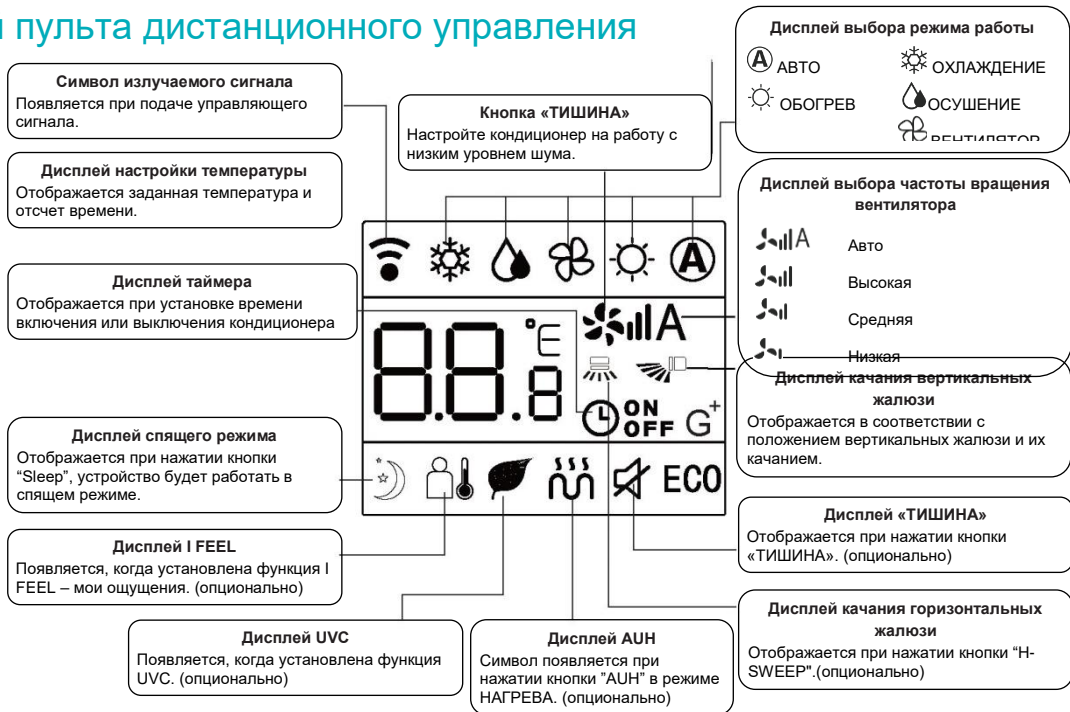 пульта дистанционного управления
Символ излучаемого сигнала
Появляется при подаче управляющего
сигнала.
Дисплей настройки температуры
Отображается заданная температура и
отсчет времени.
Дисплей таймера
Отображается при установке времени
включения или выключения кондиционера
Дисплей спящего режима
Отображается при нажатии кнопки
“Sleep”, устройство будет работать в
спящем режиме.
Дисплей I FEEL
Появляется, когда установлена функция I
FEEL – мои ощущения. (опционально)
Дисплей UVC
Появляется, когда установлена функция
UVC. (опционально)
Кнопка «ТИШИНА»
Настройте кондиционер на работу с
низким уровнем шума.
A
88.8 °E
A
ON
OFF G+
ECO
Дисплей AUH
Символ появляется при
нажатии кнопки ”AUH” в режиме
НАГРЕВА. (опционально)
Дисплей выбора режима работы
A АВТО
ОХЛАЖДЕНИЕ
ОБОГРЕВ
ОСУШЕНИЕ
ВЕНТИЛЯТОР
Дисплей выбора частоты вращения
вентилятора
A Авто
Высокая
Средняя
Низкая
Дисплей качания вертикальных
жалюзи
Отображается в соответствии с
положением вертикальных жалюзи и их
качанием.
Дисплей «ТИШИНА»
Отображается при нажатии кнопки
«ТИШИНА». (опционально)
Дисплей качания горизонтальных
жалюзи
Отображается при нажатии кнопки “H-
SWEEP".(опционально)